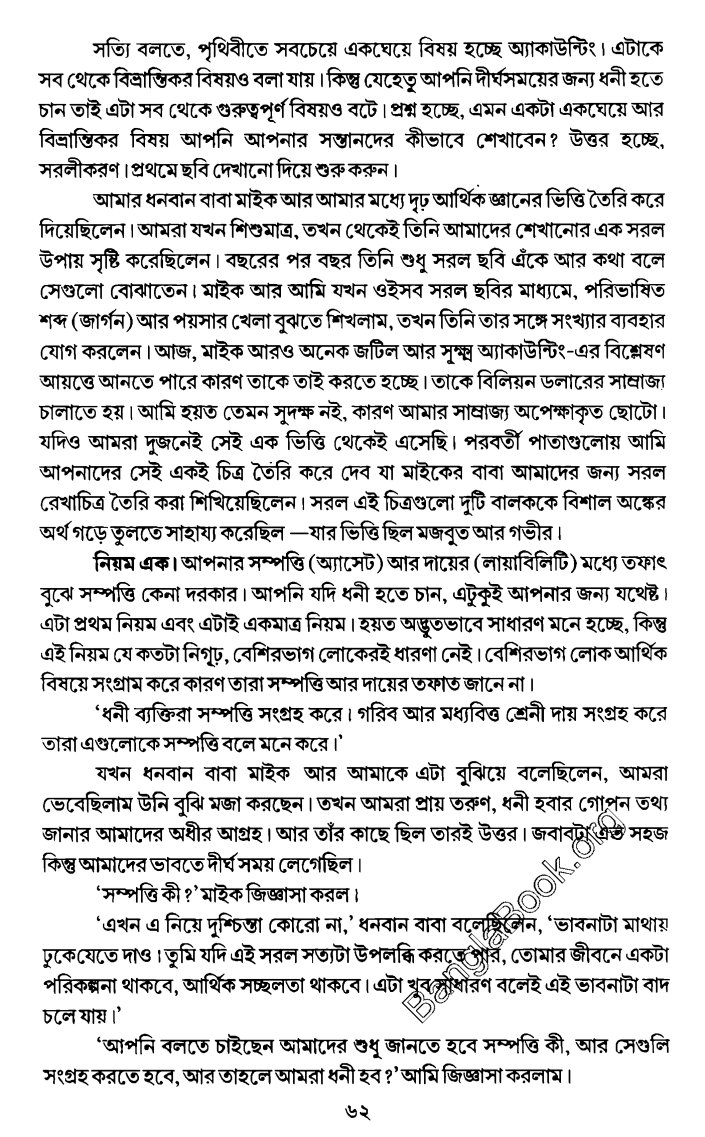 সত্যি বলতে, পৃথিবীতে সবচেয়ে একঘেয়ে বিষয় হচ্ছে অ্যাকাউন্টিং। এটাকে
সব থেকে বিভ্রান্তিকর বিষয়ও বলা যায়। কিন্তু যেহেতু আপনি দীর্ঘসময়ের জন্য ধনী হতে
চান তাই এটা সব থেকে গুরুত্বপূর্ণ বিষয়ও বটে। প্রশ্ন হচ্ছে, এমন একটা একঘেয়ে আর
বিভ্রান্তিকর বিষয় আপনি আপনার সন্তানদের কীভাবে শেখাবেন? উত্তর হচ্ছে,
সরলীকরণ। প্রথমে ছবি দেখানো দিয়ে শুরু করুন।
আমার ধনবান বাবা মাইক আর আমার মধ্যে দৃঢ় আর্থিক জ্ঞানের ভিত্তি তৈরি করে
দিয়েছিলেন। আমরা যখন শিশুমাত্র, তখন থেকেই তিনি আমাদের শেখানোর এক সরল
উপায় সৃষ্টি করেছিলেন। বছরের পর বছর তিনি শুধু সরল ছবি এঁকে আর কথা বলে
সেগুলো বোঝাতেন। মাইক আর আমি যখন ওইসব সরল ছবির মাধ্যমে, পরিভাষিত
শব্দ (জার্গন) আর পয়সার খেলা বুঝতে শিখলাম, তখন তিনি তার সঙ্গে সংখ্যার ব্যবহার
যোগ করলেন। আজ, মাইক আরও অনেক জটিল আর সূক্ষ্ম অ্যাকাউন্টিং-এর বিশ্লেষণ
আয়ত্তে আনতে পারে কারণ তাকে তাই করতে হচ্ছে। তাকে বিলিয়ন ডলারের সাম্রাজ্য
চালাতে হয়। আমি হয়ত তেমন সুদক্ষ নই, কারণ আমার সাম্রাজ্য অপেক্ষাকৃত ছোটো।
যদিও আমরা দুজনেই সেই এক ভিত্তি থেকেই এসেছি। পরবর্তী পাতাগুলোয় আমি
আপনাদের সেই একই চিত্র তৈরি করে দেব যা মাইকের বাবা আমাদের জন্য সরল
রেখাচিত্র তৈরি করা শিখিয়েছিলেন। সরল এই চিত্রগুলো দুটি বালককে বিশাল অঙ্কের
অর্থ গড়ে তুলতে সাহায্য করেছিল —যার ভিত্তি ছিল মজবুত আর গভীর।
নিয়ম এক। আপনার সম্পত্তি (অ্যাসেট) আর দায়ের (লায়াবিলিটি) মধ্যে তফাৎ
বুঝে সম্পত্তি কেনা দরকার। আপনি যদি ধনী হতে চান, এটুকুই আপনার জন্য যথেষ্ট।
এটা প্রথম নিয়ম এবং এটাই একমাত্র নিয়ম। হয়ত অদ্ভুতভাবে সাধারণ মনে হচ্ছে, কিন্তু
এই নিয়ম যে কতটা নিগূঢ়, বেশিরভাগ লোকেরই ধারণা নেই। বেশিরভাগ লোক আর্থিক
বিষয়ে সংগ্রাম করে কারণ তারা সম্পত্তি আর দায়ের তফাত জানে না।
‘ধনী ব্যক্তিরা সম্পত্তি সংগ্রহ করে। গরিব আর মধ্যবিত্ত শ্রেনী দায় সংগ্রহ করে
তারা এগুলোকে সম্পত্তি বলে মনে করে।’
যখন ধনবান বাবা মাইক আর আমাকে এটা বুঝিয়ে বলেছিলেন, আমরা
ভেবেছিলাম উনি বুঝি মজা করছেন। তখন আমরা প্রায় তরুণ, ধনী হবার গোপন তথ্য
জানার আমাদের অধীর আগ্রহ। আর তাঁর কাছে ছিল তারই উত্তর। জবাবটা এত সহজ
কিন্তু আমাদের ভাবতে দীর্ঘ সময় লেগেছিল।
‘সম্পত্তি কী?’ মাইক জিজ্ঞাসা করল।
‘এখন এ নিয়ে দুশ্চিন্তা কোরো না,’ ধনবান বাবা বলেছিলেন, ‘ভাবনাটা মাথায়
ঢুকেযেতে দাও। তুমি যদি এই সরল সত্যটা উপলব্ধি করতে পার, তোমার জীবনে একটা
পরিকল্পনা থাকবে, আর্থিক সচ্ছলতা থাকবে। এটা খুব সাধারণ বলেই এই ভাবনাটা বাদ
চলে যায়।’
‘আপনি বলতে চাইছেন আমাদের শুধু জানতে হবে সম্পত্তি কী, আর সেগুলি
সংগ্রহ করতে হবে, আর তাহলে আমরা ধনী হব?’ আমি জিজ্ঞাসা করলাম।
৬২
BanglaBook.org